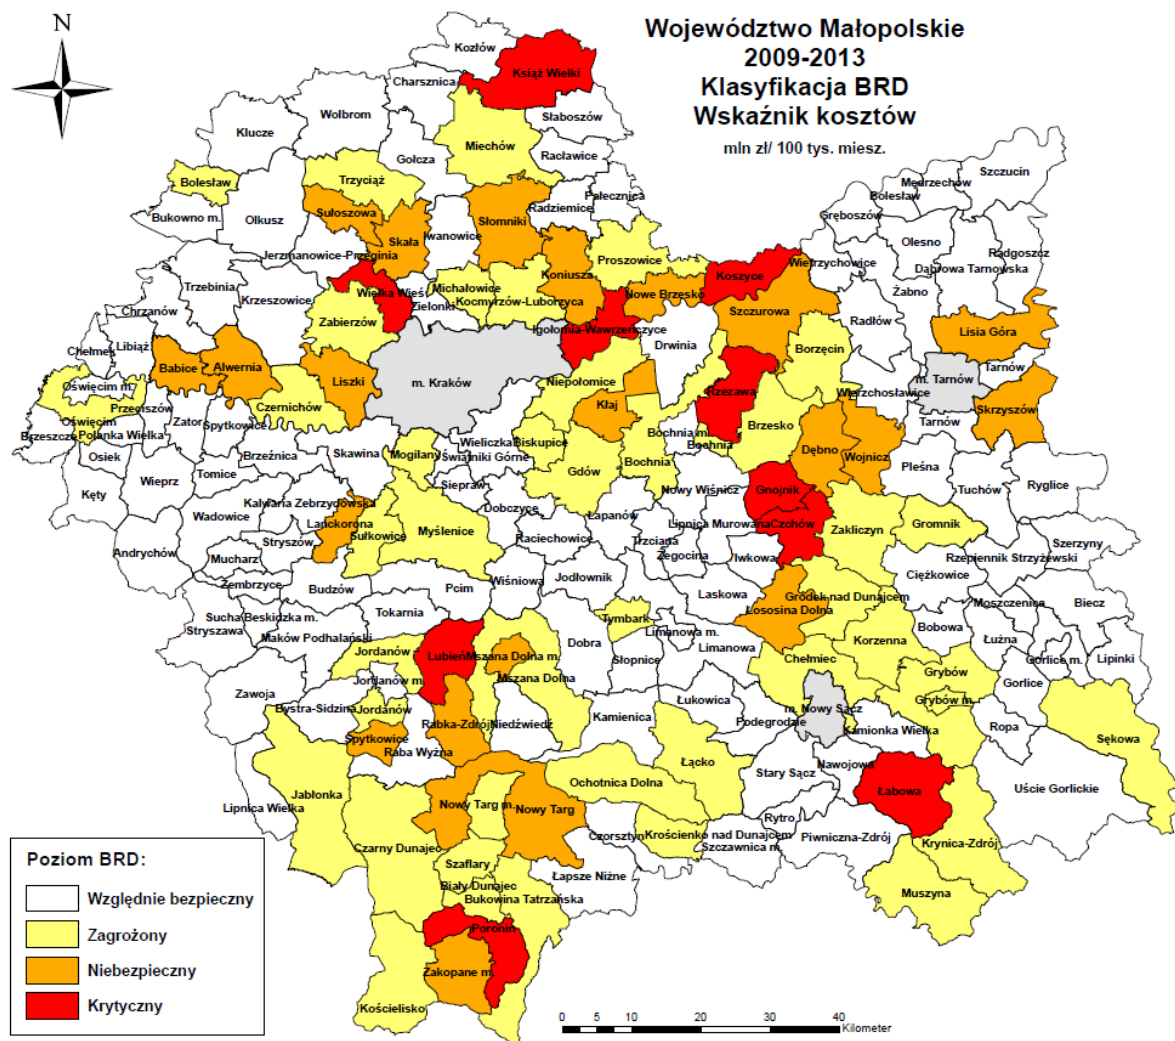 N
Województwo Małopolskie
2009-2013
Klasyfikacja BRD
Wskaźnik kosztów
mln zł/ 100 tys. miesz.
Kozłów
Książ Wielki
Charsznica
Wolbrom
Słaboszów
Klucze
Miechów
Gołcza
Racławice
Szczucin
Bolesław
Trzyciąż
Pałecznica
Mędrzechów
Bolesław
Sułoszowa
Słomniki
Radziemice
Gręboszów
Bukowno m.
Olkusz
Skała
Iwanowice
Olesno
Radgoszcz
Jerzmanowice-Przeginia
Proszowice
Wietrzychowice
Dąbrowa Tarnowska
Koniusza
Trzebinia
Michałowice
Koszyce
Żabno
Wielka Wieś
Nowe Brzesko
Krzeszowice
Zielonki
Kocmyrzów-Luborzyca
Szczurowa
Chrzanów
Zabierzów
Radłów
Igołomia-Wawrzeńczyce
Lisia Góra
Libiąż
Drwinia
Borzęcin
Chełmek
Babice
Alwernia
Liszki
m. Kraków
Tarnów
m. Tarnów
Oświęcim m.
Niepołomice
Rzezawa
Wierzchosławice
Przeciszów
Czernichów
Kłaj
Skrzyszów
Oświęcim
Zator
Brzesko
Tarnów
Brzeszcze
Polanka Wielka
Spytkowice
Bochnia m.
Wieliczka
Biskupice
Bochnia
Osiek
Brzeźnica
Skawina
Mogilany
Świątniki Górne
Dębno
Wojnicz
Tomice
Gdów
Bochnia
Pleśna
Wieprz
Siepraw
Kęty
Kalwaria Zebrzydowska
Nowy Wiśnicz
Gnojnik
Tuchów
Ryglice
Dobczyce
Wadowice
Lanckorona
Łapanów
Lipnica Murowana
Czchów
Gromnik
Stryszów
Sułkowice
Myślenice
Raciechowice
Trzciana
Zakliczyn
Szerzyny
Andrychów
Mucharz
Żegocina
Iwkowa
Rzepiennik Strzyżewski
Zembrzyce
Budzów
Pcim
Wiśniowa
Jodłownik
Ciężkowice
Laskowa
Gródek nad Dunajcem
Moszczenica
Biecz
Tokarnia
Łososina Dolna
Sucha Beskidzka m.
Tymbark
Bobowa
Stryszawa
Maków Podhalański
Limanowa m.
Korzenna
Łużna
Jordanów
Lubień
Mszana Dolna m.
Dobra
Limanowa
Słopnice
Chełmiec
Gorlice m.
Lipinki
Jordanów m.
Mszana Dolna
Grybów
Gorlice
Zawoja
Łukowica
Grybów m.
Bystra-Sidzina
Jordanów
m. Nowy Sącz
Kamienica
Podegrodzie
Rabka-Zdrój
Niedźwiedź
Kamionka Wielka
Ropa
Spytkowice
Sękowa
Raba Wyżna
Łącko
Nawojowa
Stary Sącz
Ochotnica Dolna
Łabowa
Uście Gorlickie
Jabłonka
Lipnica Wielka
Nowy Targ m.
Nowy Targ
Rytro
Czorsztyn
Krościenko nad Dunajcem
Piwniczna-Zdrój
Krynica-Zdrój
Czarny Dunajec
Szczawnica m.
Szaflary
Łapsze Niżne
Biały Dunajec
Muszyna
Bukowina Tatrzańska
Poronin
Zakopane m.
Kościelisko
Poziom BRD:
Względnie bezpieczny
Zagrożony
Niebezpieczny
Krytyczny
0 5 10 20 30 40
Kilometer